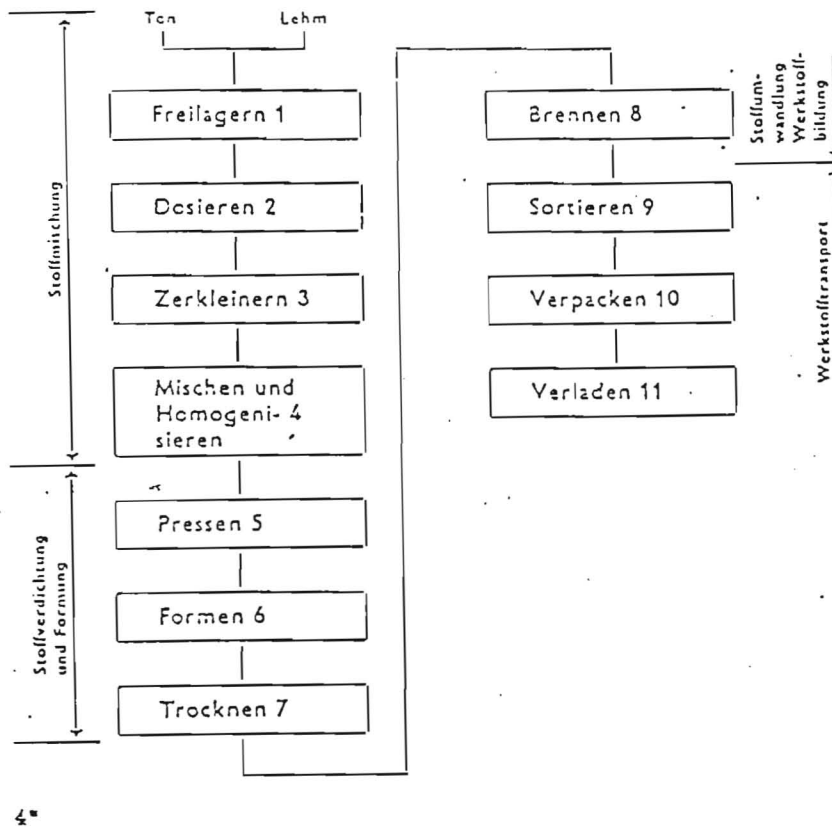 Ton Lehm
Stoffmischung
Freilagern 1
Dosieren 2
Zerkleinern 3
Mischen und
Homogeni- 4
sieren
Stoffverdichtung
und Formung
Pressen 5
Formen 6
Trocknen 7
Brennen 8
Stoffum-
wandlung
Werkstoff-
bildung
Sortieren 9
Verpacken 10
Verladen 11
Werkstofftransport
4*